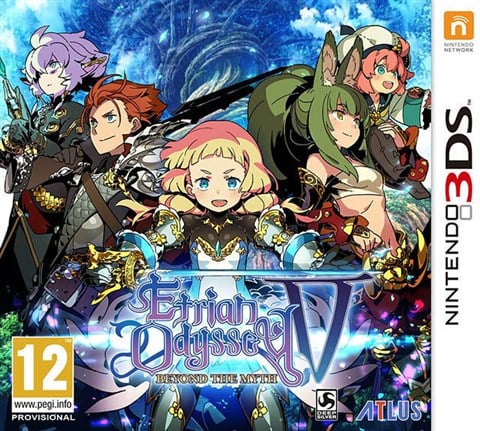 NINTENDO
NETWORK
NINTENDO 3DS
Etrian
Odyssey V
BEYOND THE MYTH
12
www.pegi.info
PROVISIONAL
DEEP
SILVER
ATLUS